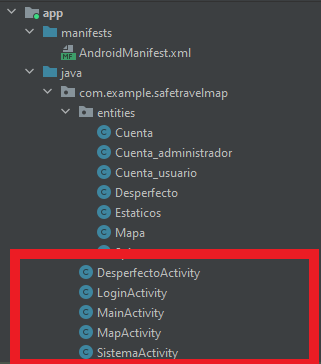 app
manifests
AndroidManifest.xml
java
com.example.safetravelmap
entities
Cuenta
Cuenta_administrador
Cuenta_usuario
Desperfecto
Estaticos
Mapa
DesperfectoActivity
LoginActivity
MainActivity
MapActivity
SistemaActivity